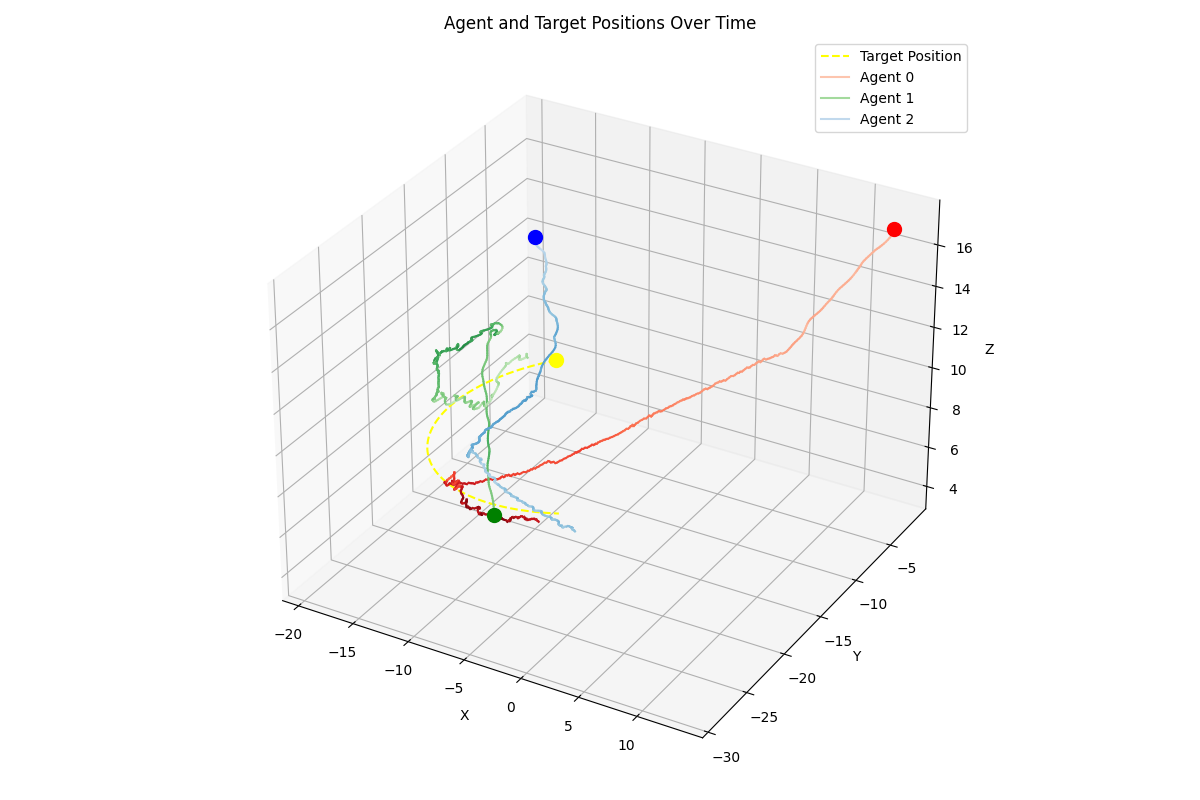 Agent and Target Positions Over Time
Target Position
Agent 0
Agent 1
Agent 2
Z
16
14
12
10
8
6
4
−5
−10
−15
−20
−25
−30
Y
−20
−15
−10
−5
0
5
10
X